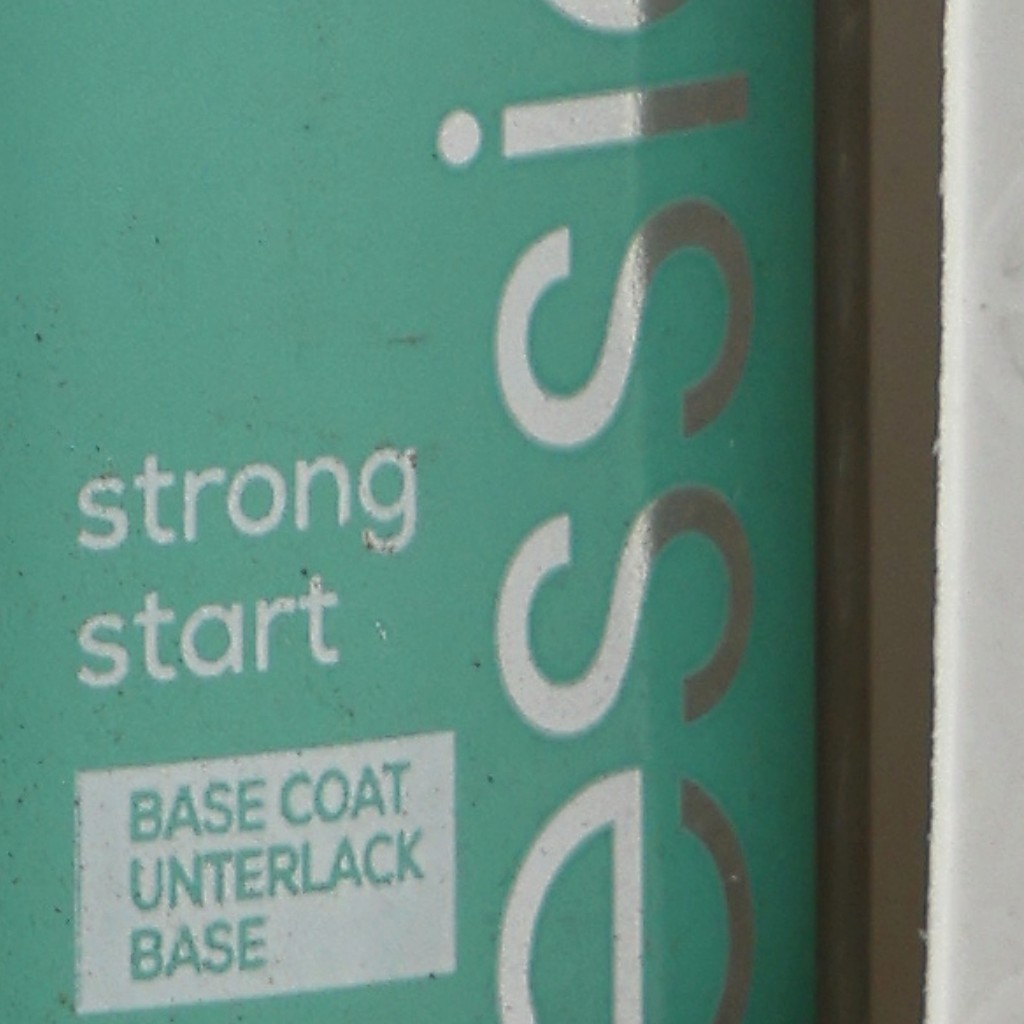 strong
start
BASE COAT
UNTERLACK
BASE
essie